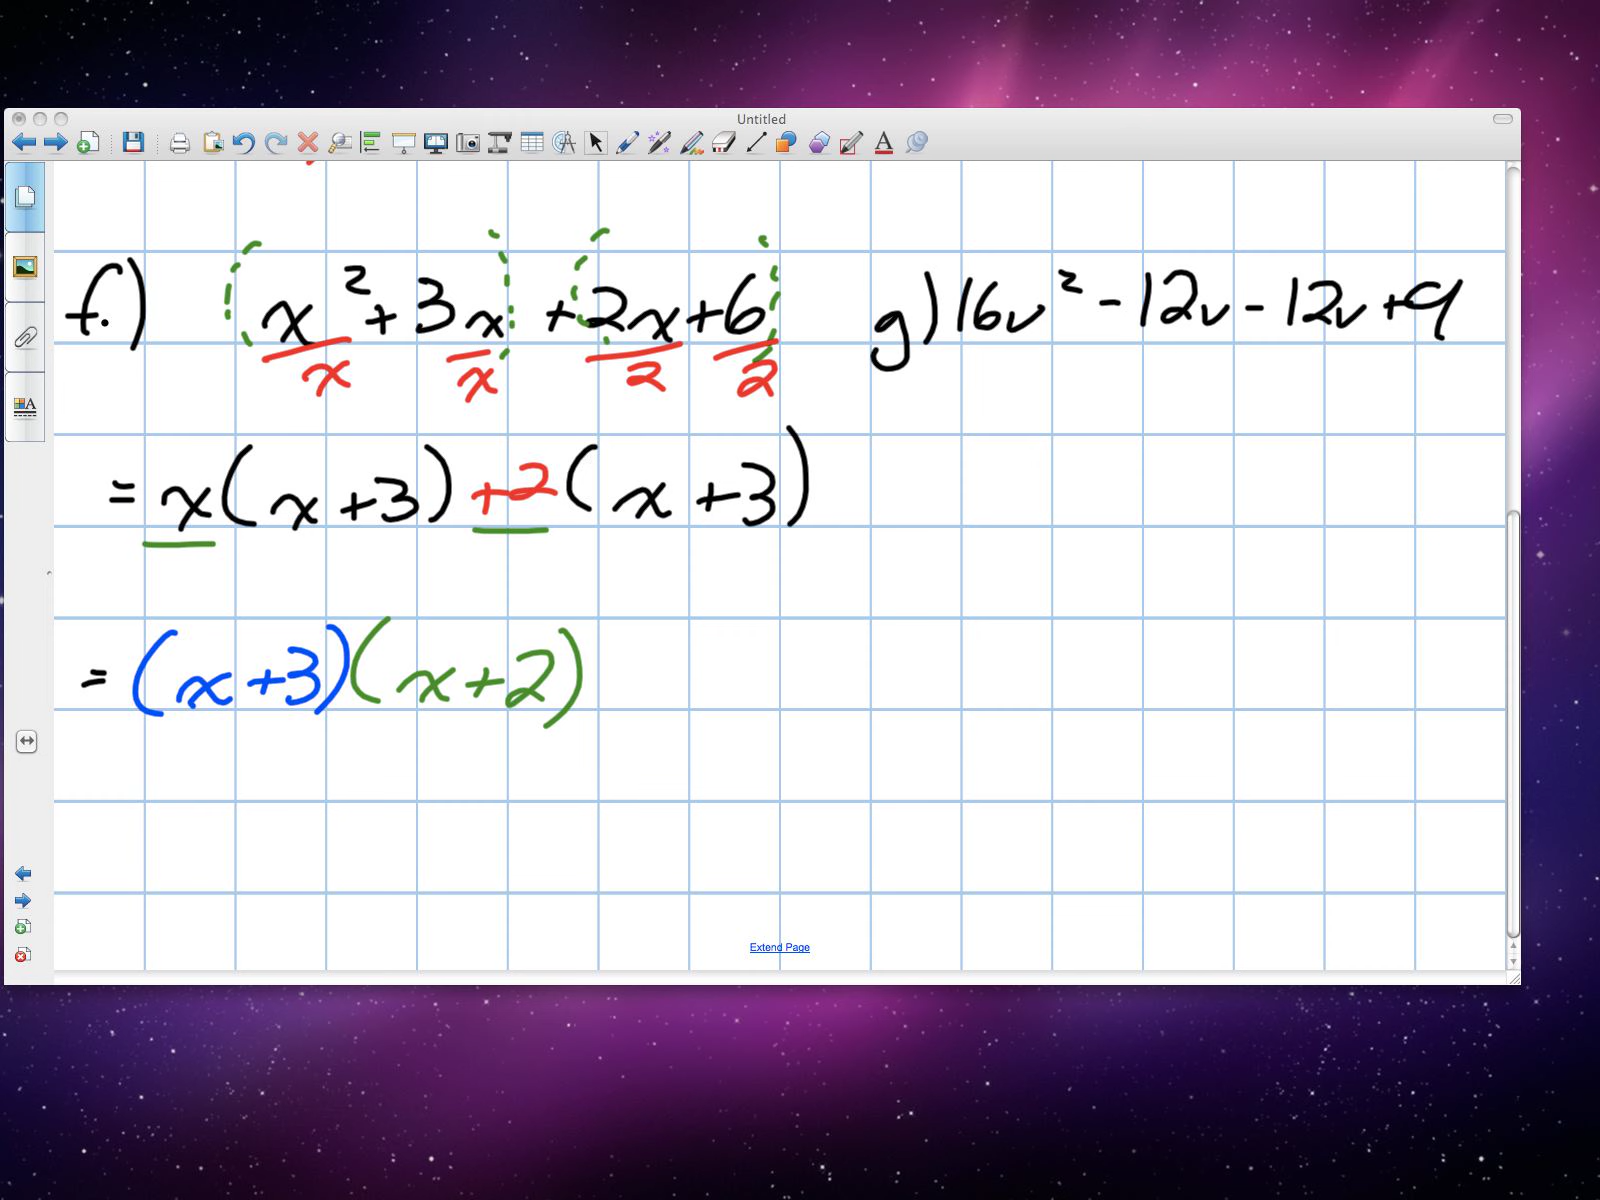 Untitled
f.) x² + 3x + 2x + 6
x x 2 2
= x(x+3) +2(x+3)
= (x+3)(x+2)
g) 16v² - 12v - 12v + 9
Extend Page